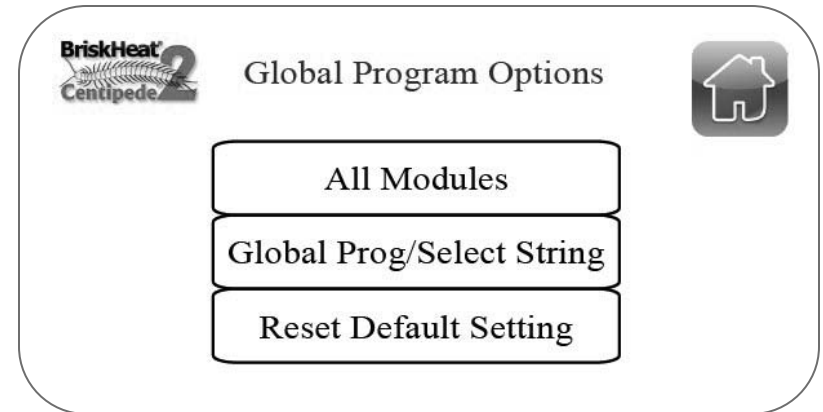 BriskHeat®
Centipede 2
Global Program Options
All Modules
Global Prog/Select String
Reset Default Setting